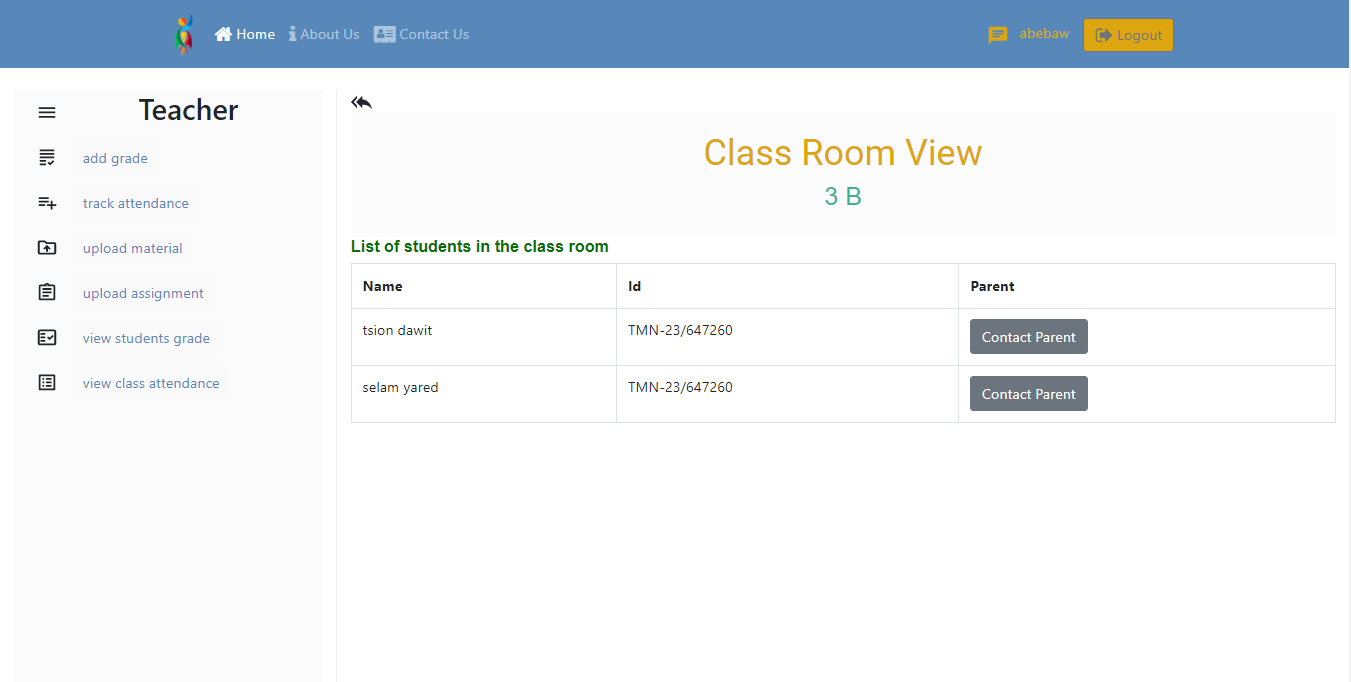 Home About Us Contact Us abebaw Logout
Teacher
add grade
track attendance
upload material
upload assignment
view students grade
view class attendance
Class Room View
3 B
List of students in the class room
Name Id Parent
tsion dawit TMN-23/647260 Contact Parent
selam yared TMN-23/647260 Contact Parent